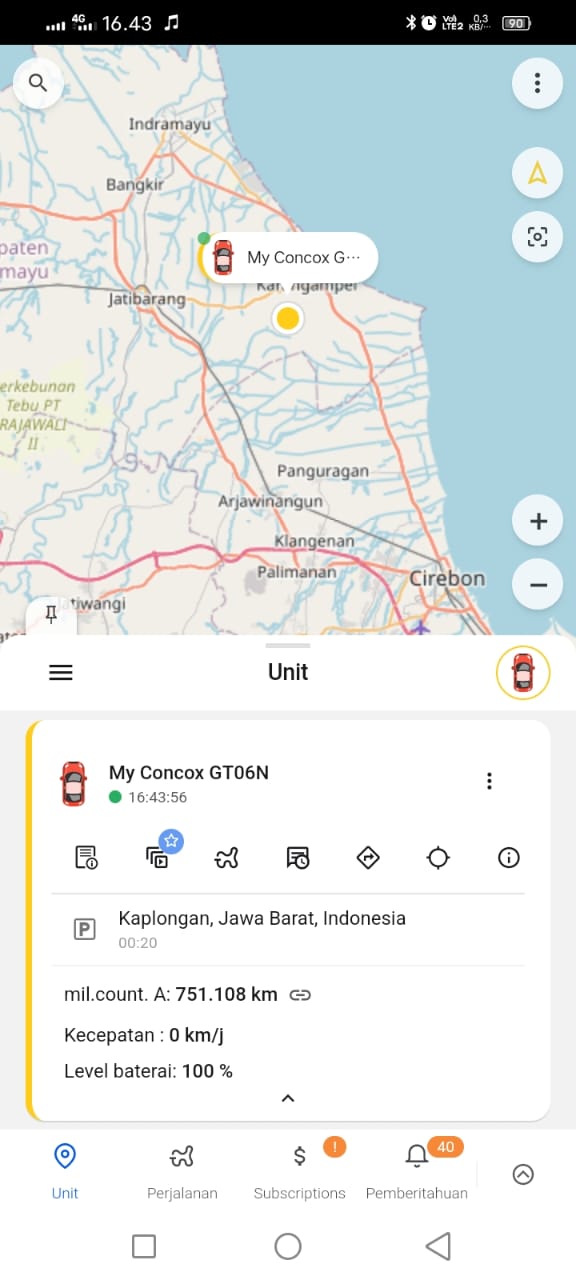 4G 16.43 Vol) LTE2 0,3 KB/··· 90
Indramayu
Bangkir
paten
mayu
My Concox G···
Jatibarang
erkebunan
Tebu PT
RAJAWALI
II
Panguragan
Arjawinangun
Klangenan
Palimanan
Cirebon
tiwangi
Unit
My Concox GT06N
16:43:56
P Kaplongan, Jawa Barat, Indonesia
00:20
mil.count. A: 751.108 km
Kecepatan : 0 km/j
Level baterai: 100 %
! 40
Unit Perjalanan Subscriptions Pemberitahuan